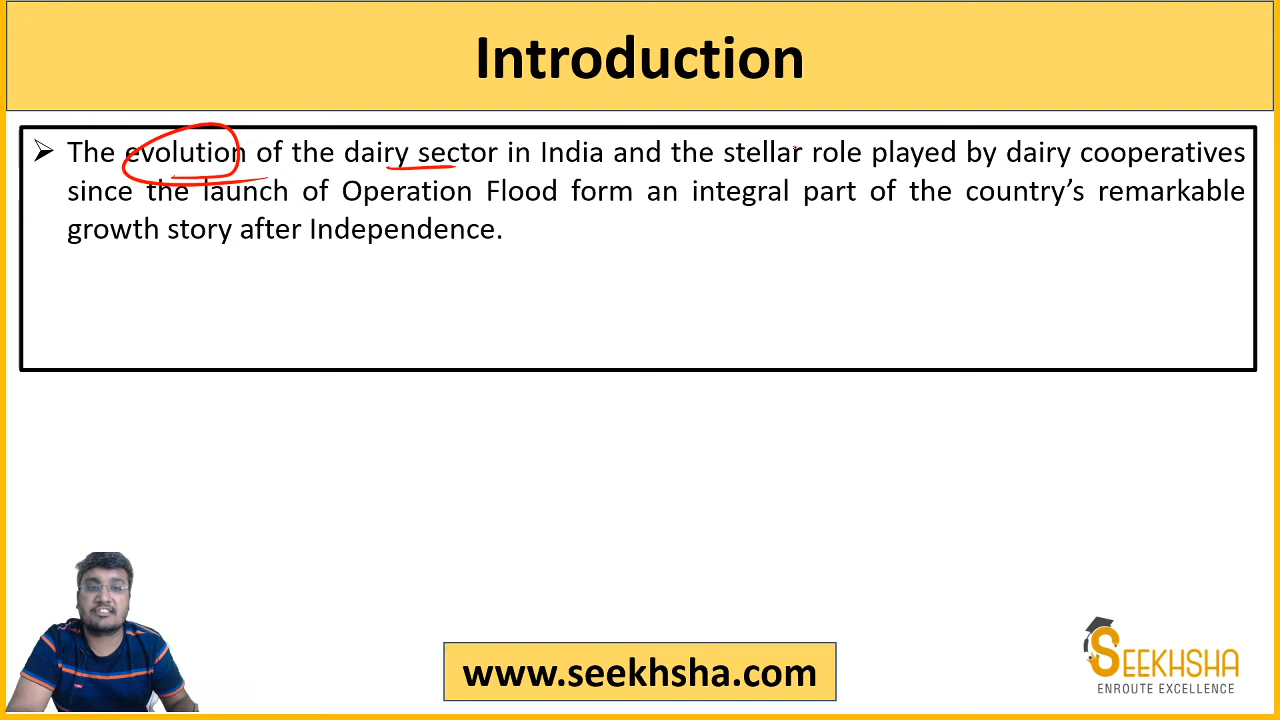 Introduction
➢ The evolution of the dairy sector in India and the stellar role played by dairy cooperatives
since the launch of Operation Flood form an integral part of the country’s remarkable
growth story after Independence.
www.seekhsha.com
SEEKHSHA
ENROUTE EXCELLENCE